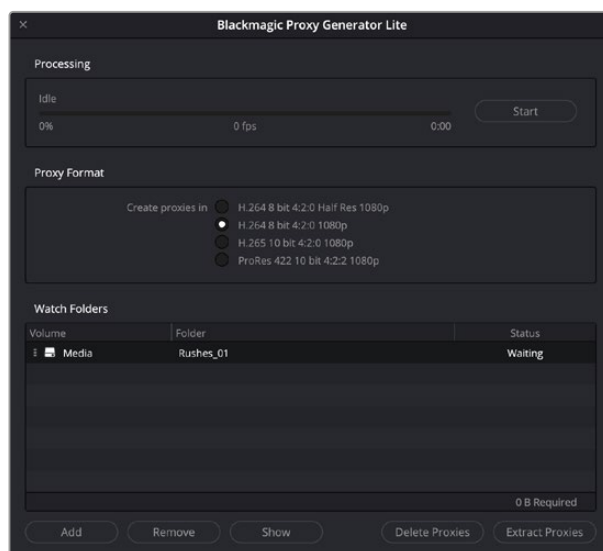 Blackmagic Proxy Generator Lite
Processing
Idle
Start
0% 0 fps 0:00
Proxy Format
Create proxies in H.264 8 bit 4:2:0 Half Res 1080p
H.264 8 bit 4:2:0 1080p
H.265 10 bit 4:2:0 1080p
ProRes 422 10 bit 4:2:2 1080p
Watch Folders
Volume Folder Status
Media Rushes_01 Waiting
0 B Required
Add Remove Show Delete Proxies Extract Proxies